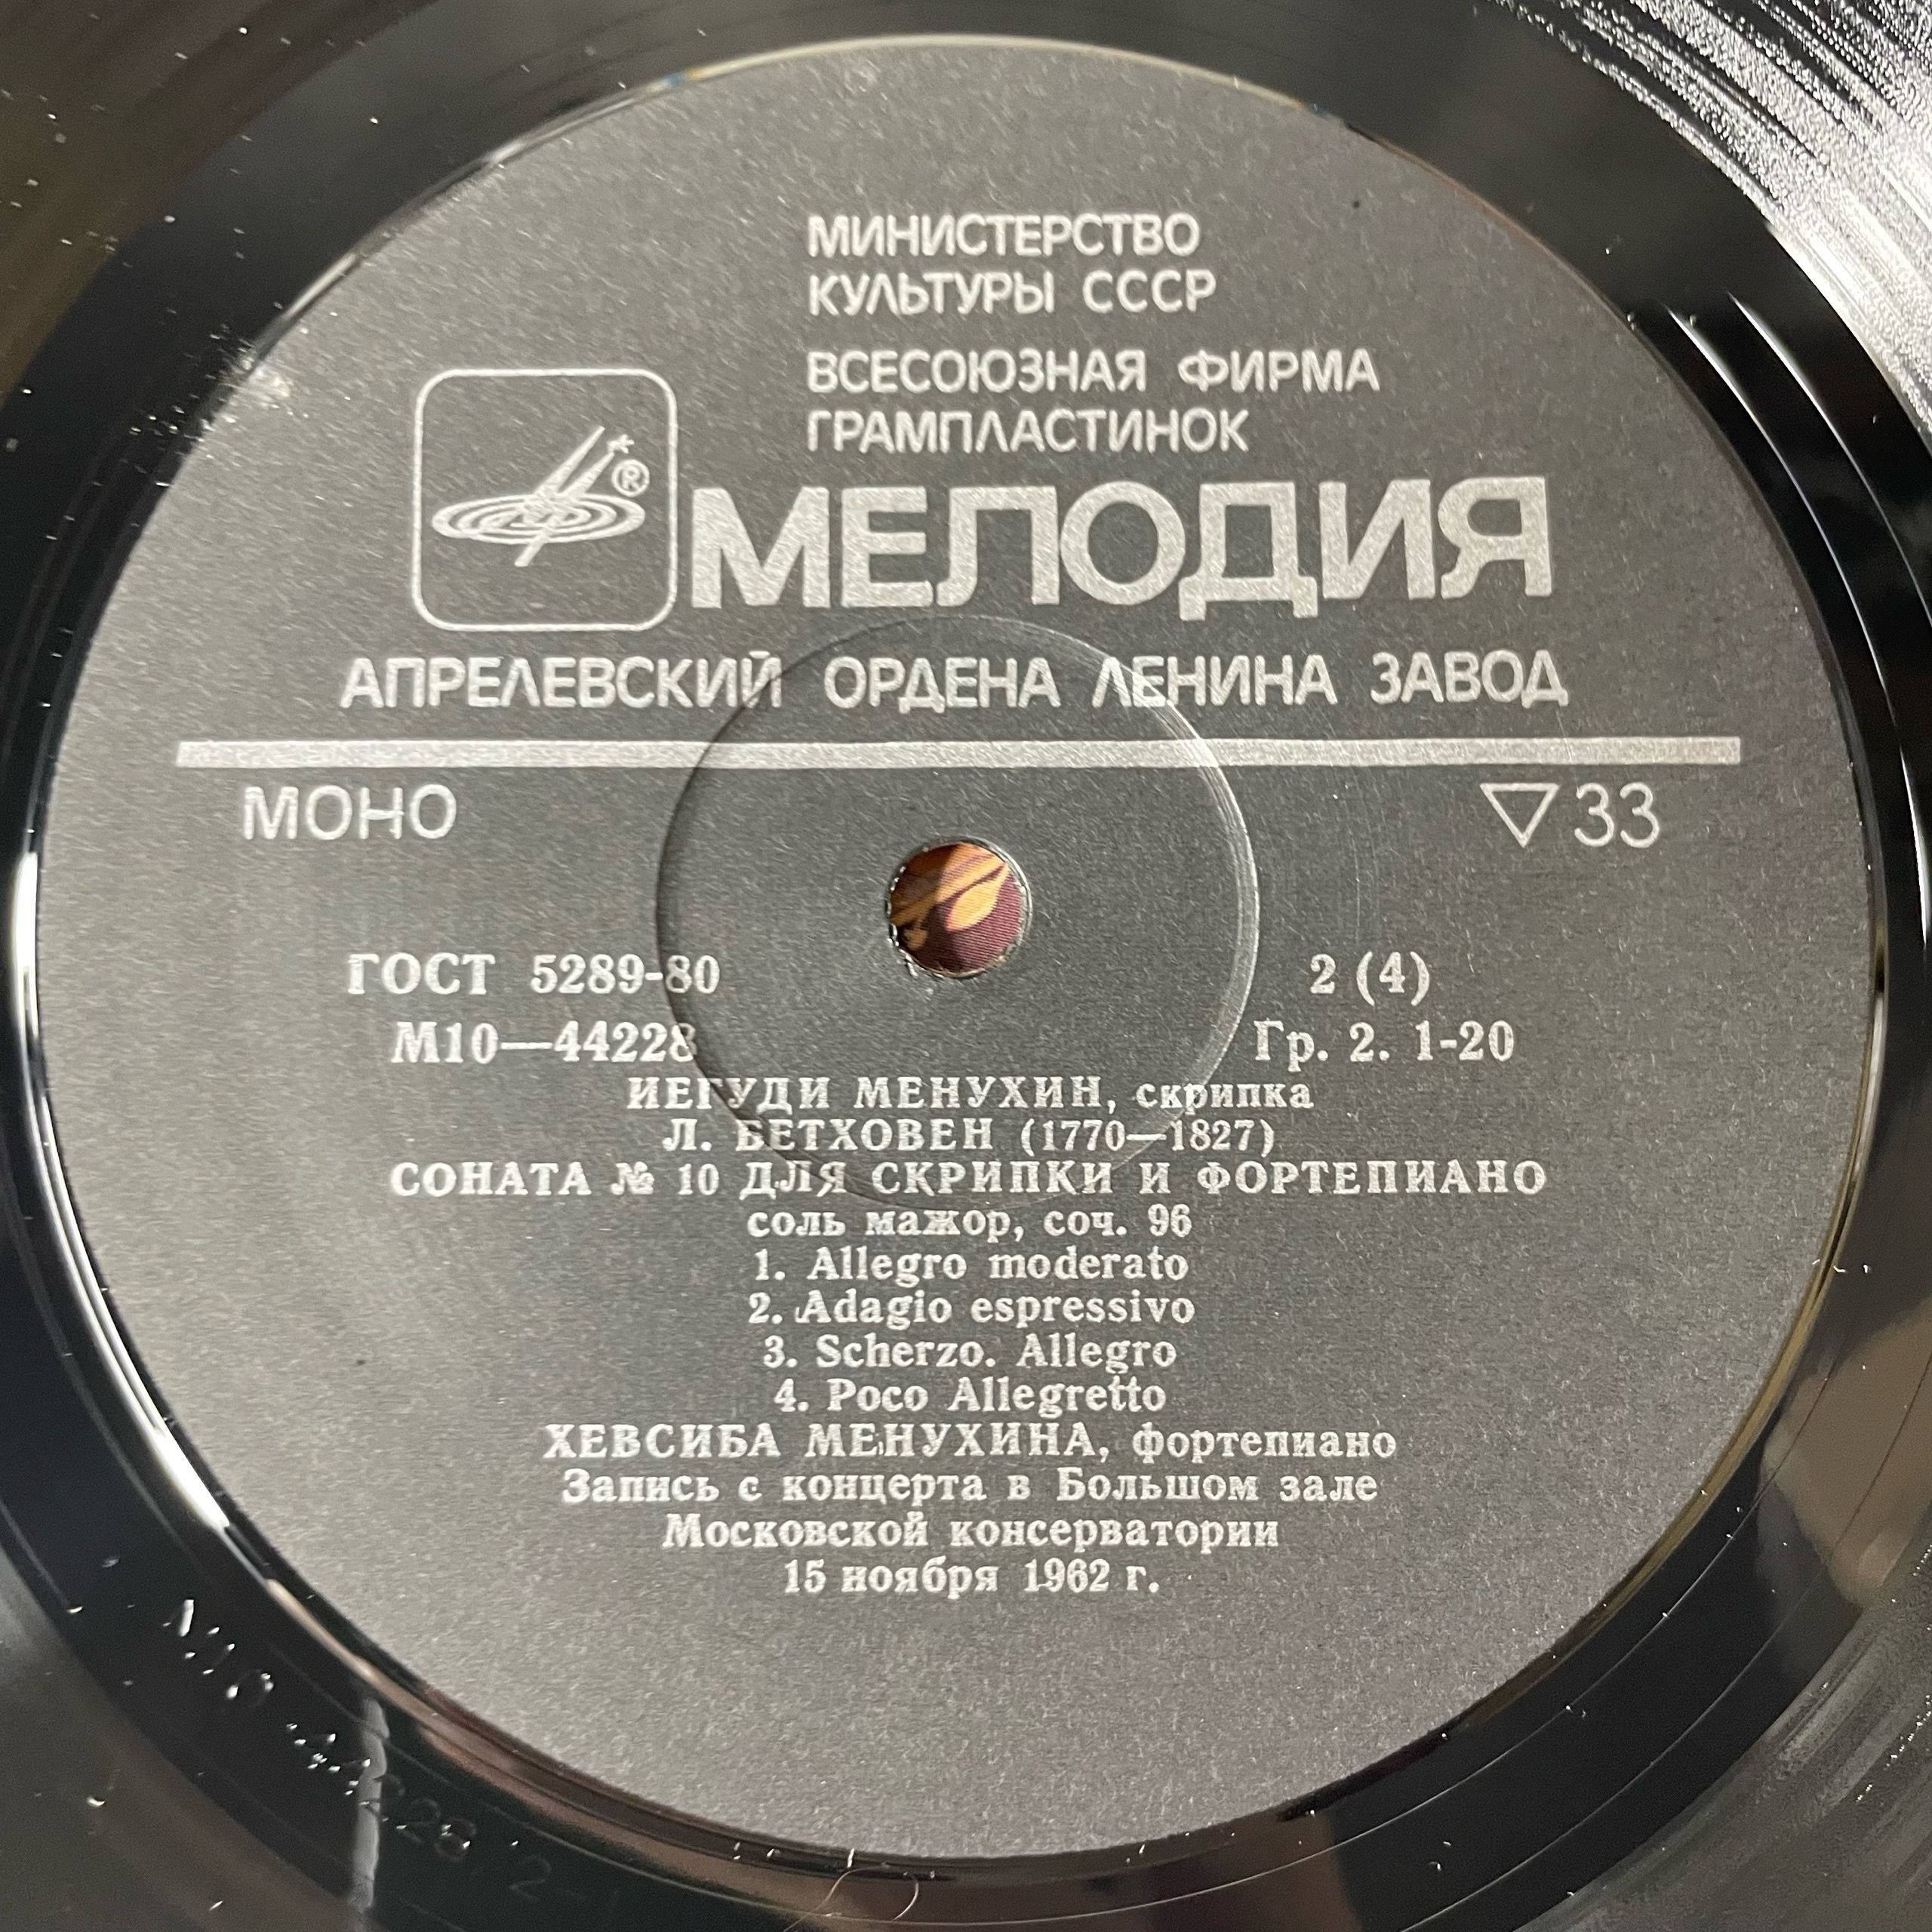 МИНИСТЕРСТВО
КУЛЬТУРЫ СССР
ВСЕСОЮЗНАЯ ФИРМА
ГРАМПЛАСТИНОК
®
МЕЛОДИЯ
АПРЕЛЕВСКИЙ ОРДЕНА ЛЕНИНА ЗАВОД
МОНО ▽33
ГОСТ 5289-80 2 (4)
М10—44228 Гр. 2. 1-20
ИЕГУДИ МЕНУХИН, скрипка
Л. БЕТХОВЕН (1770—1827)
СОНАТА № 10 ДЛЯ СКРИПКИ И ФОРТЕПИАНО
соль мажор, соч. 96
1. Allegro moderato
2. Adagio espressivo
3. Scherzo. Allegro
4. Poco Allegretto
ХЕВСИБА МЕНУХИНА, фортепиано
Запись с концерта в Большом зале
Московской консерватории
15 ноября 1962 г.